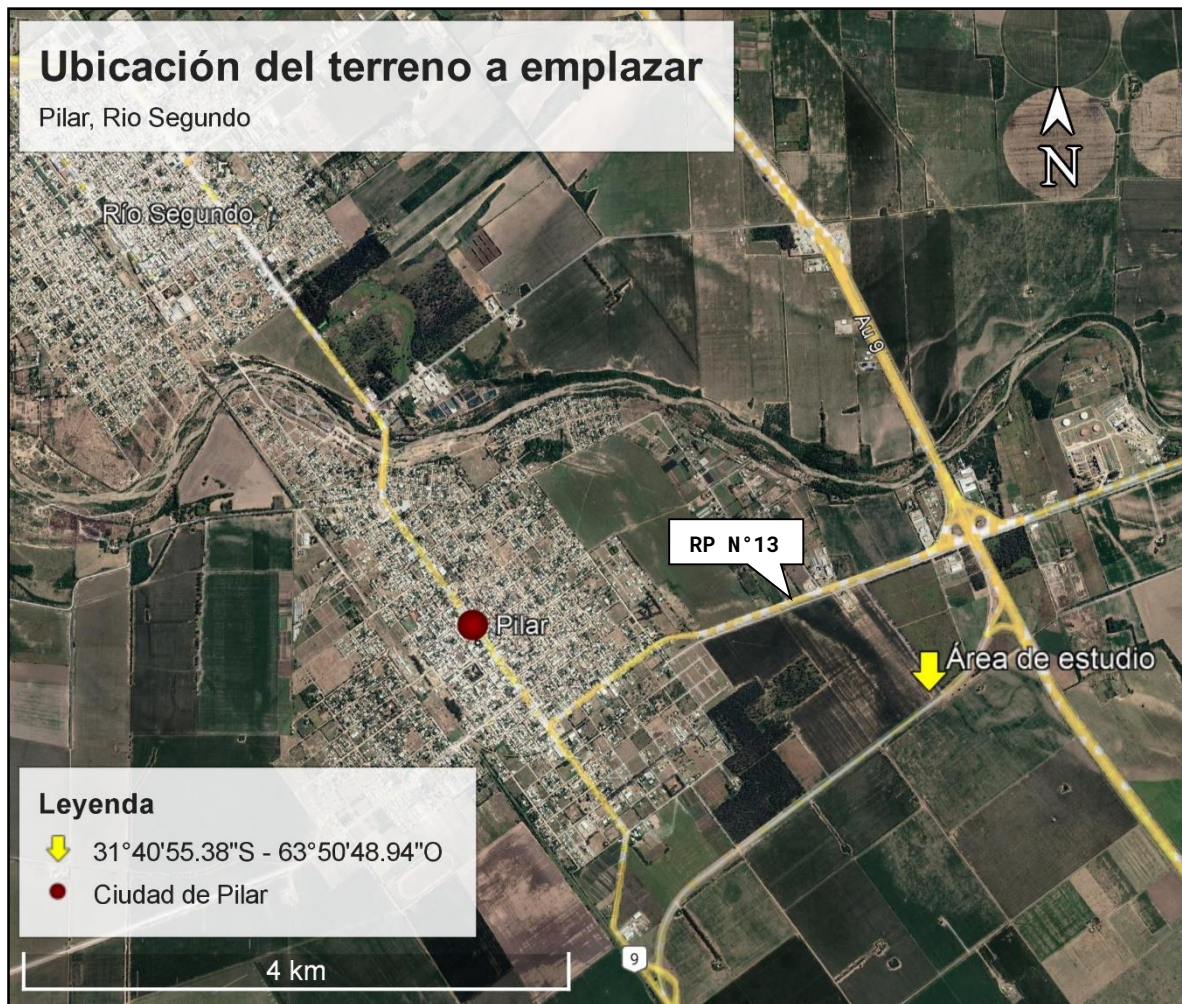 Ubicación del terreno a emplazar
Pilar, Rio Segundo
N
Río Segundo
Au 9
RP N°13
Pilar
Área de estudio
Leyenda
31°40'55.38"S - 63°50'48.94"O
Ciudad de Pilar
4 km
9